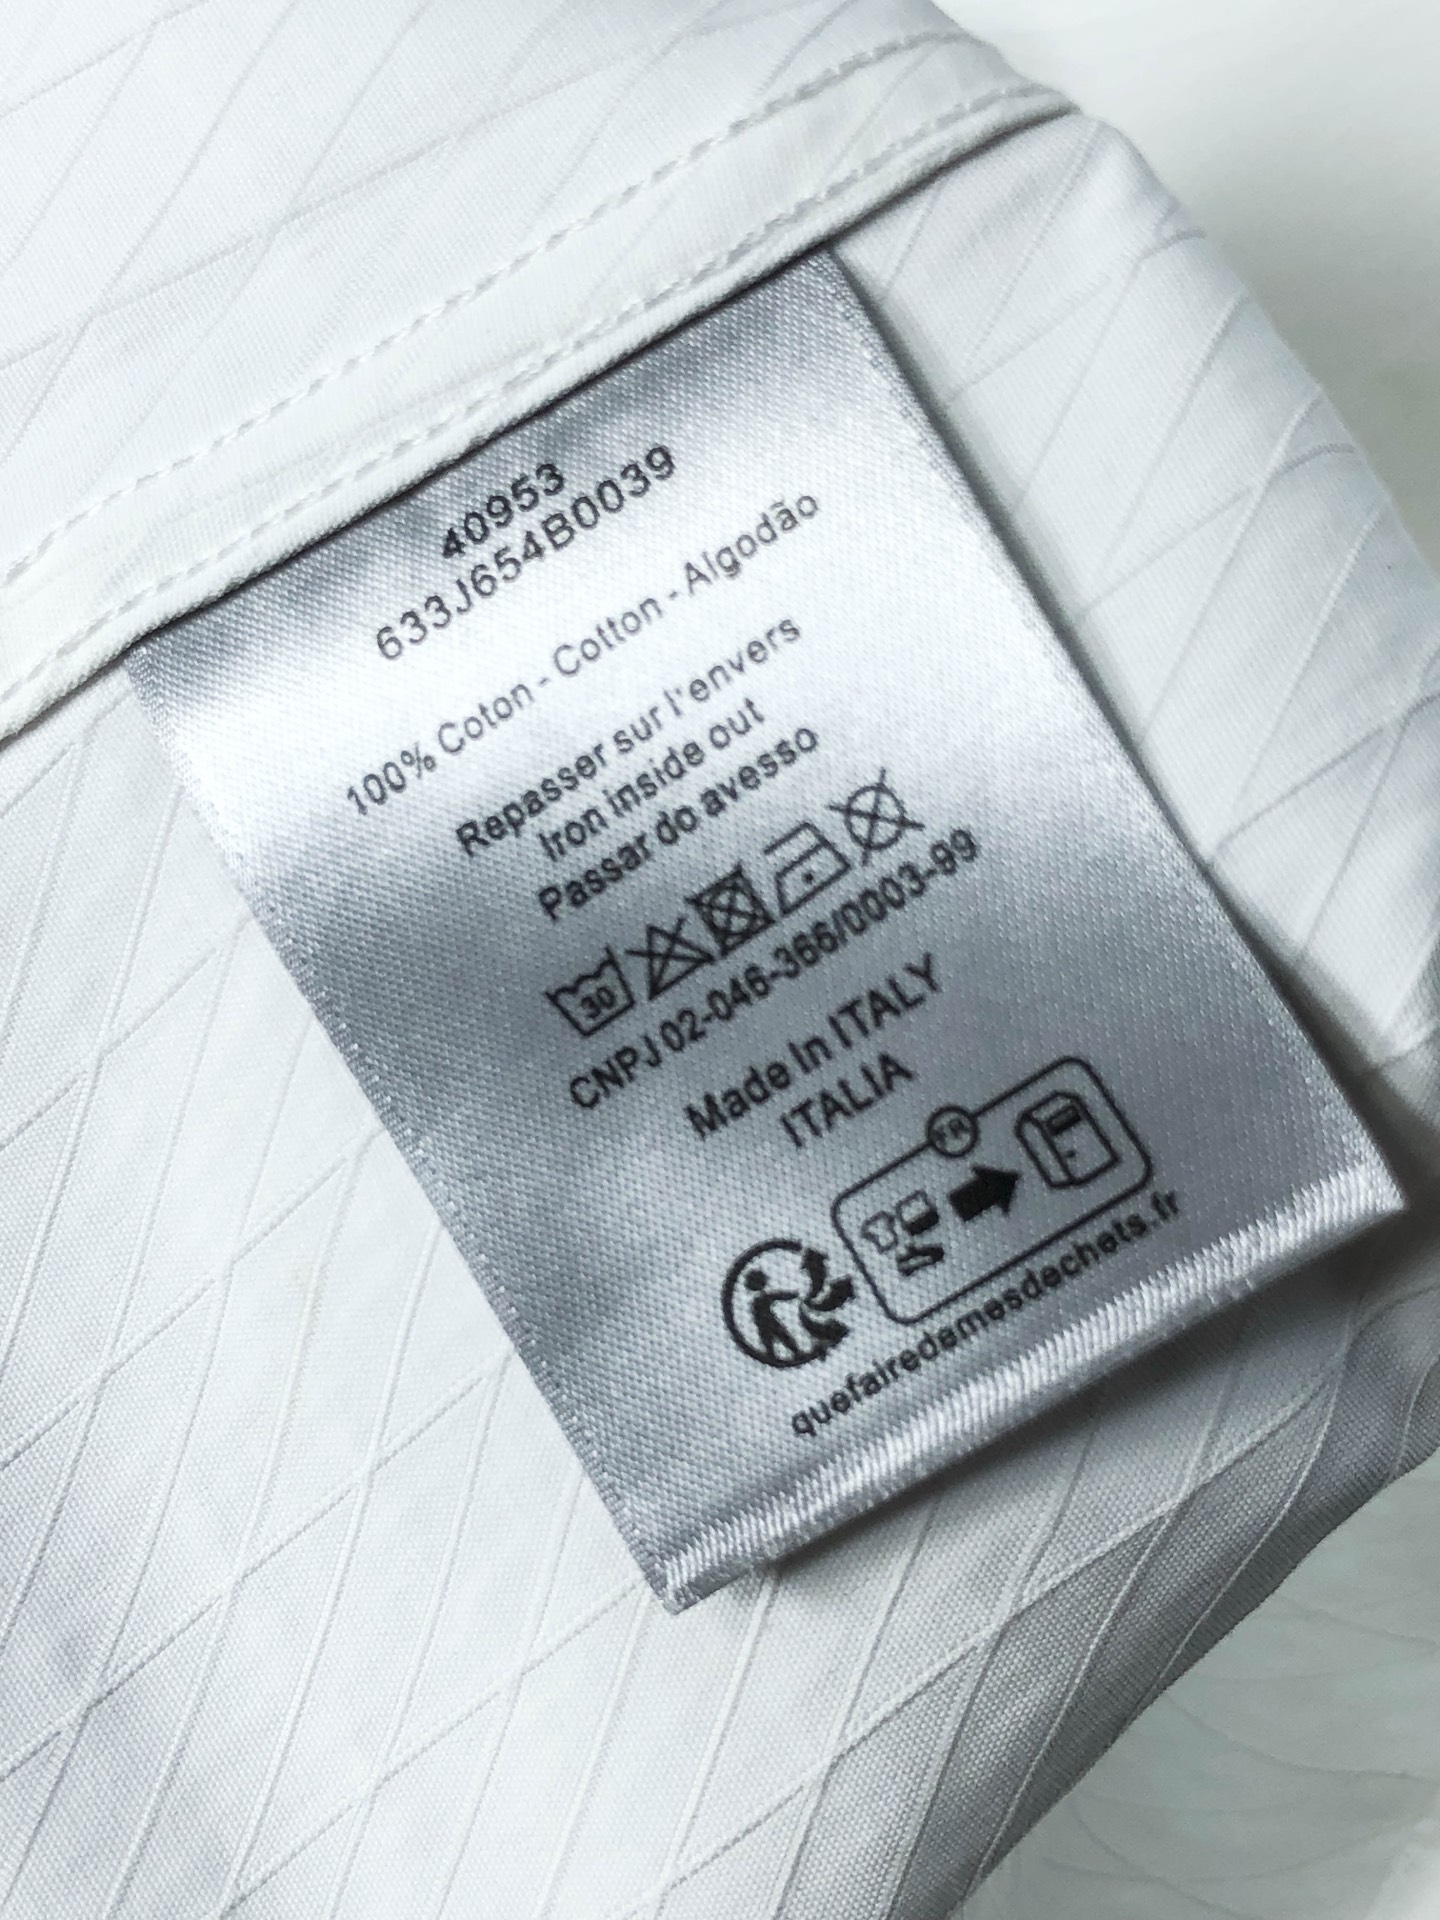 40953
633J654B0039
100% Coton - Cotton - Algodão
Repasser sur l'envers
Iron inside out
Passar do avesso
30
CNPJ 02-046-366/0003-99
Made In ITALY
ITALIA
FR
quefairedemesdechets.fr